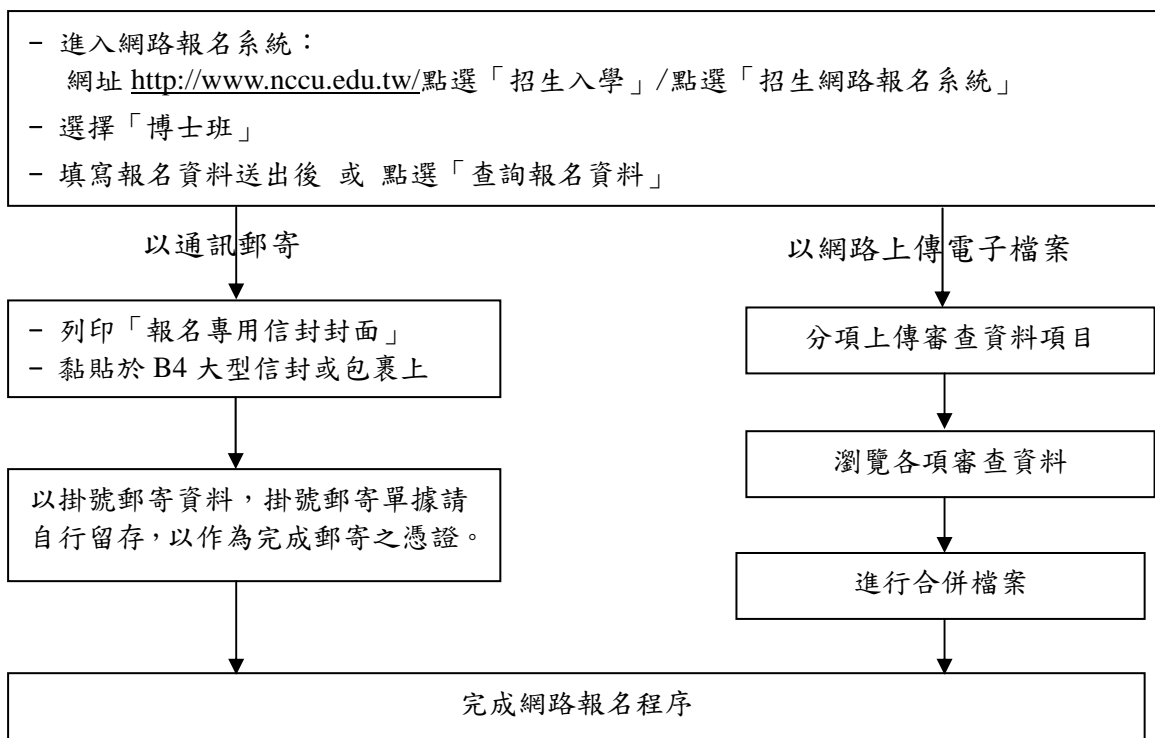 - 進入網路報名系統：
網址 http://www.nccu.edu.tw/點選「招生入學」/點選「招生網路報名系統」
- 選擇「博士班」
- 填寫報名資料送出後 或 點選「查詢報名資料」
以通訊郵寄
以網路上傳電子檔案
- 列印「報名專用信封封面」
- 黏貼於 B4 大型信封或包裹上
分項上傳審查資料項目
瀏覽各項審查資料
以掛號郵寄資料，掛號郵寄單據請
自行留存，以作為完成郵寄之憑證。
進行合併檔案
完成網路報名程序